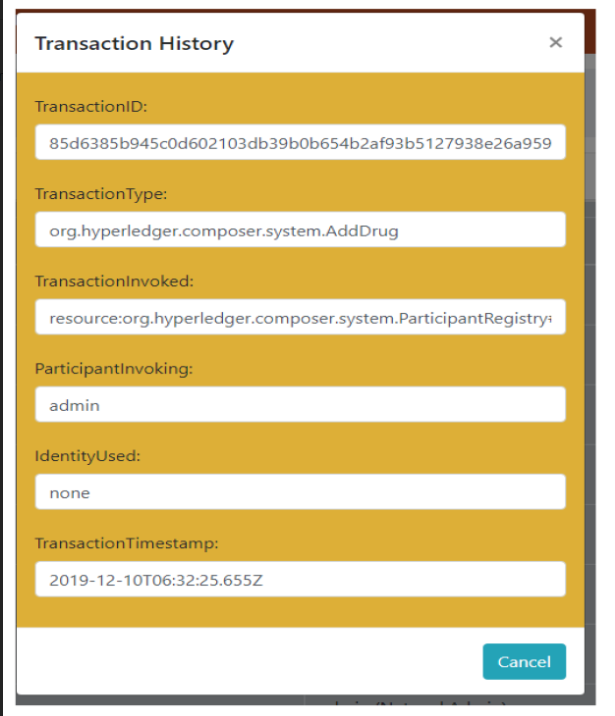 Transaction History ×
TransactionID:
85d6385b945c0d602103db39b0b654b2af93b5127938e26a959
TransactionType:
org.hyperledger.composer.system.AddDrug
TransactionInvoked:
resource:org.hyperledger.composer.system.ParticipantRegistry
ParticipantInvoking:
admin
IdentityUsed:
none
TransactionTimestamp:
2019-12-10T06:32:25.655Z
Cancel